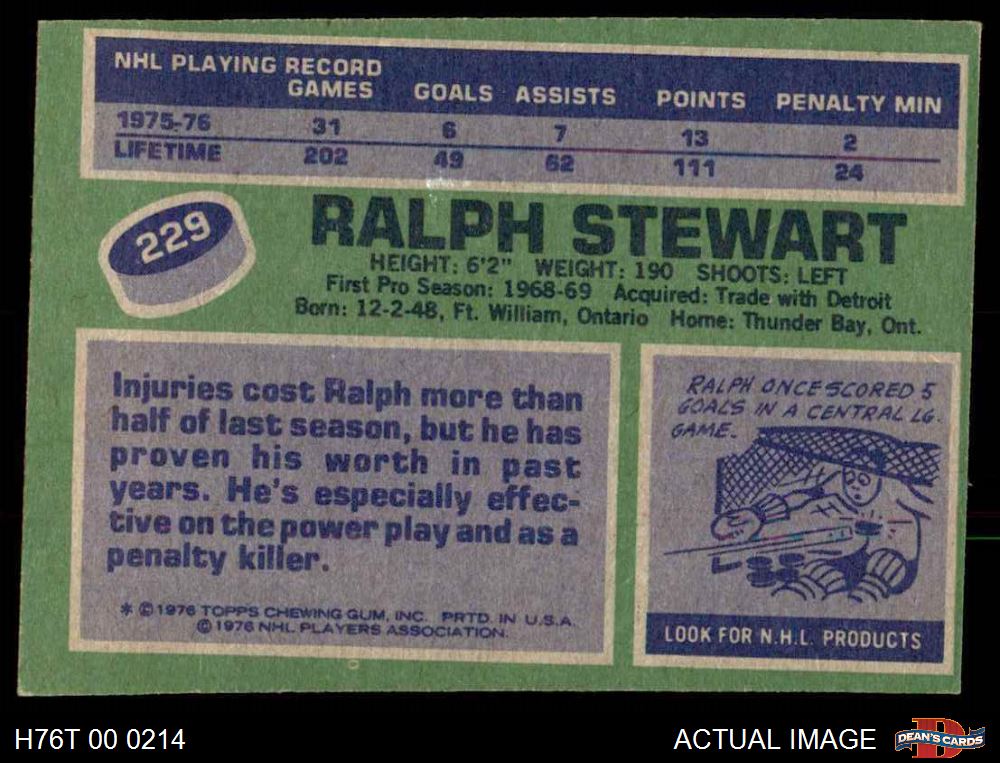 NHL PLAYING RECORD
GAMES GOALS ASSISTS POINTS PENALTY MIN
1975-76 31 6 7 13 2
LIFETIME 202 49 62 111 24
229
RALPH STEWART
HEIGHT: 6'2" WEIGHT: 190 SHOOTS: LEFT
First Pro Season: 1968-69 Acquired: Trade with Detroit
Born: 12-2-48, Ft. William, Ontario Home: Thunder Bay, Ont.
Injuries cost Ralph more than
half of last season, but he has
proven his worth in past
years. He's especially effec-
tive on the power play and as a
penalty killer.
* © 1976 TOPPS CHEWING GUM, INC. PRTD. IN U.S.A.
© 1976 NHL PLAYERS ASSOCIATION.
RALPH ONCE SCORED 5
GOALS IN A CENTRAL LG.
GAME.
LOOK FOR N.H.L. PRODUCTS
H76T 00 0214
ACTUAL IMAGE
DEAN'S CARDS